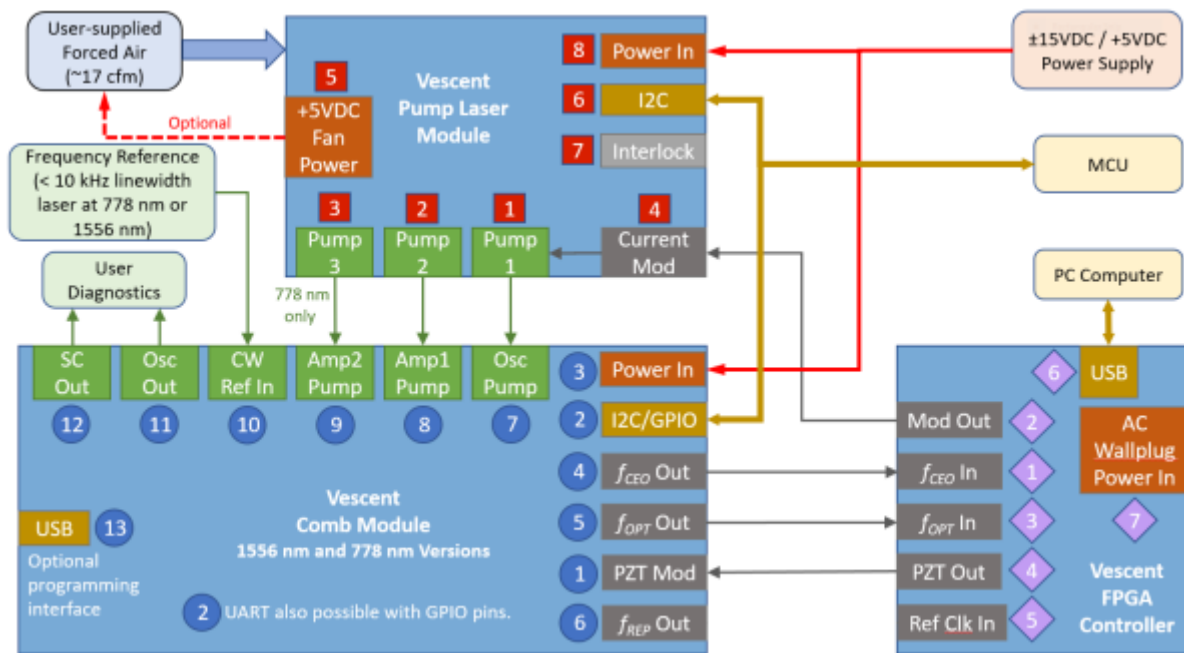 User-supplied
Forced Air
(~17 cfm)
Optional
5
+5VDC
Fan
Power
Vescent
Pump Laser
Module
8
Power In
6
I2C
7
Interlock
3
Pump
3
2
Pump
2
1
Pump
1
4
Current
Mod
±15VDC / +5VDC
Power Supply
MCU
PC Computer
Frequency Reference
(< 10 kHz linewidth
laser at 778 nm or
1556 nm)
User
Diagnostics
778 nm
only
SC
Out
12
Osc
Out
11
CW
Ref In
10
Amp2
Pump
9
Amp1
Pump
8
Osc
Pump
7
3
Power In
2
I2C/GPIO
4
fCEO Out
5
fOPT Out
1
PZT Mod
6
fREP Out
Vescent
Comb Module
1556 nm and 778 nm Versions
USB
13
Optional
programming
interface
2 UART also possible with GPIO pins.
6
USB
Mod Out
2
AC
Wallplug
Power In
7
fCEO In
1
fOPT In
3
PZT Out
4
Ref Clk In
5
Vescent
FPGA
Controller